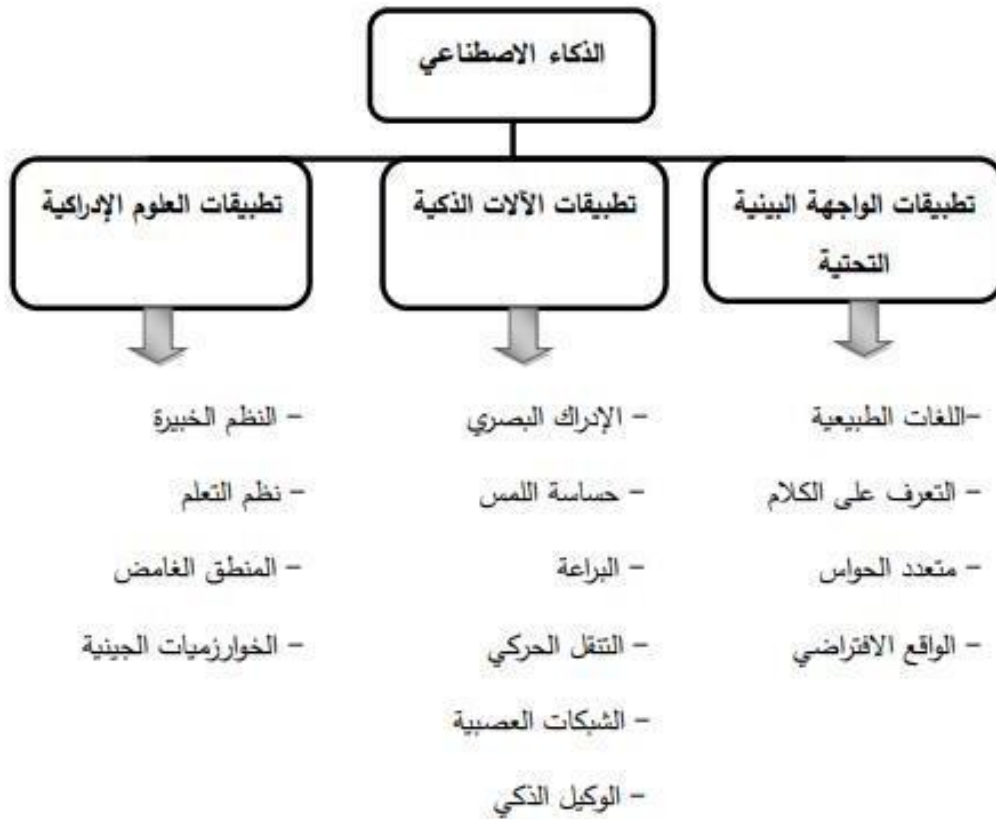 الذكاء الاصطناعي
تطبيقات الواجهة البينية
التحتية
–اللغات الطبيعية
– التعرف على الكلام
– متعدد الحواس
– الواقع الافتراضي
تطبيقات الآلات الذكية
– الإدراك البصري
– حساسة اللمس
– البراعة
– التنقل الحركي
– الشبكات العصبية
– الوكيل الذكي
تطبيقات العلوم الإدراكية
– النظم الخبيرة
– نظم التعلم
– المنطق الغامض
– الخوارزميات الجينية